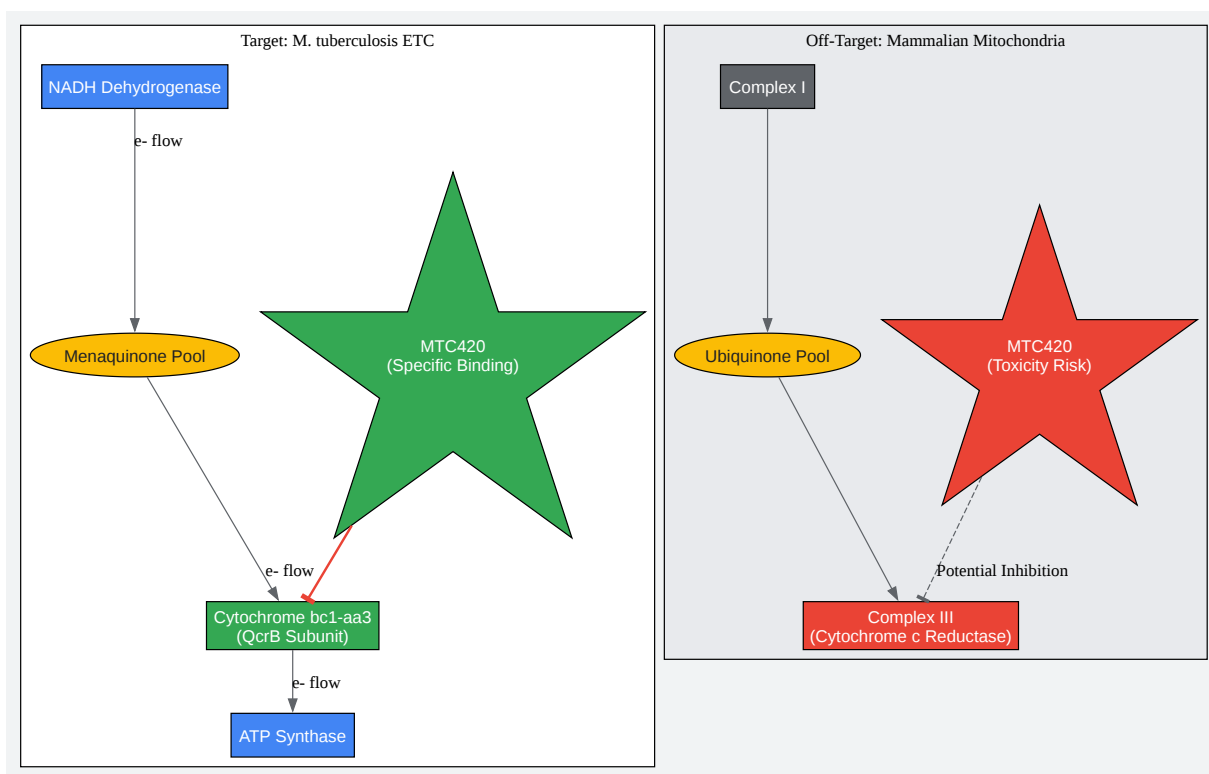 Target: M. tuberculosis ETC
NADH Dehydrogenase
e- flow
Menaquinone Pool
MTC420
(Specific Binding)
e- flow
Cytochrome bc1-aa3
(QcrB Subunit)
e- flow
ATP Synthase
Off-Target: Mammalian Mitochondria
Complex I
Ubiquinone Pool
MTC420
(Toxicity Risk)
Potential Inhibition
Complex III
(Cytochrome c Reductase)